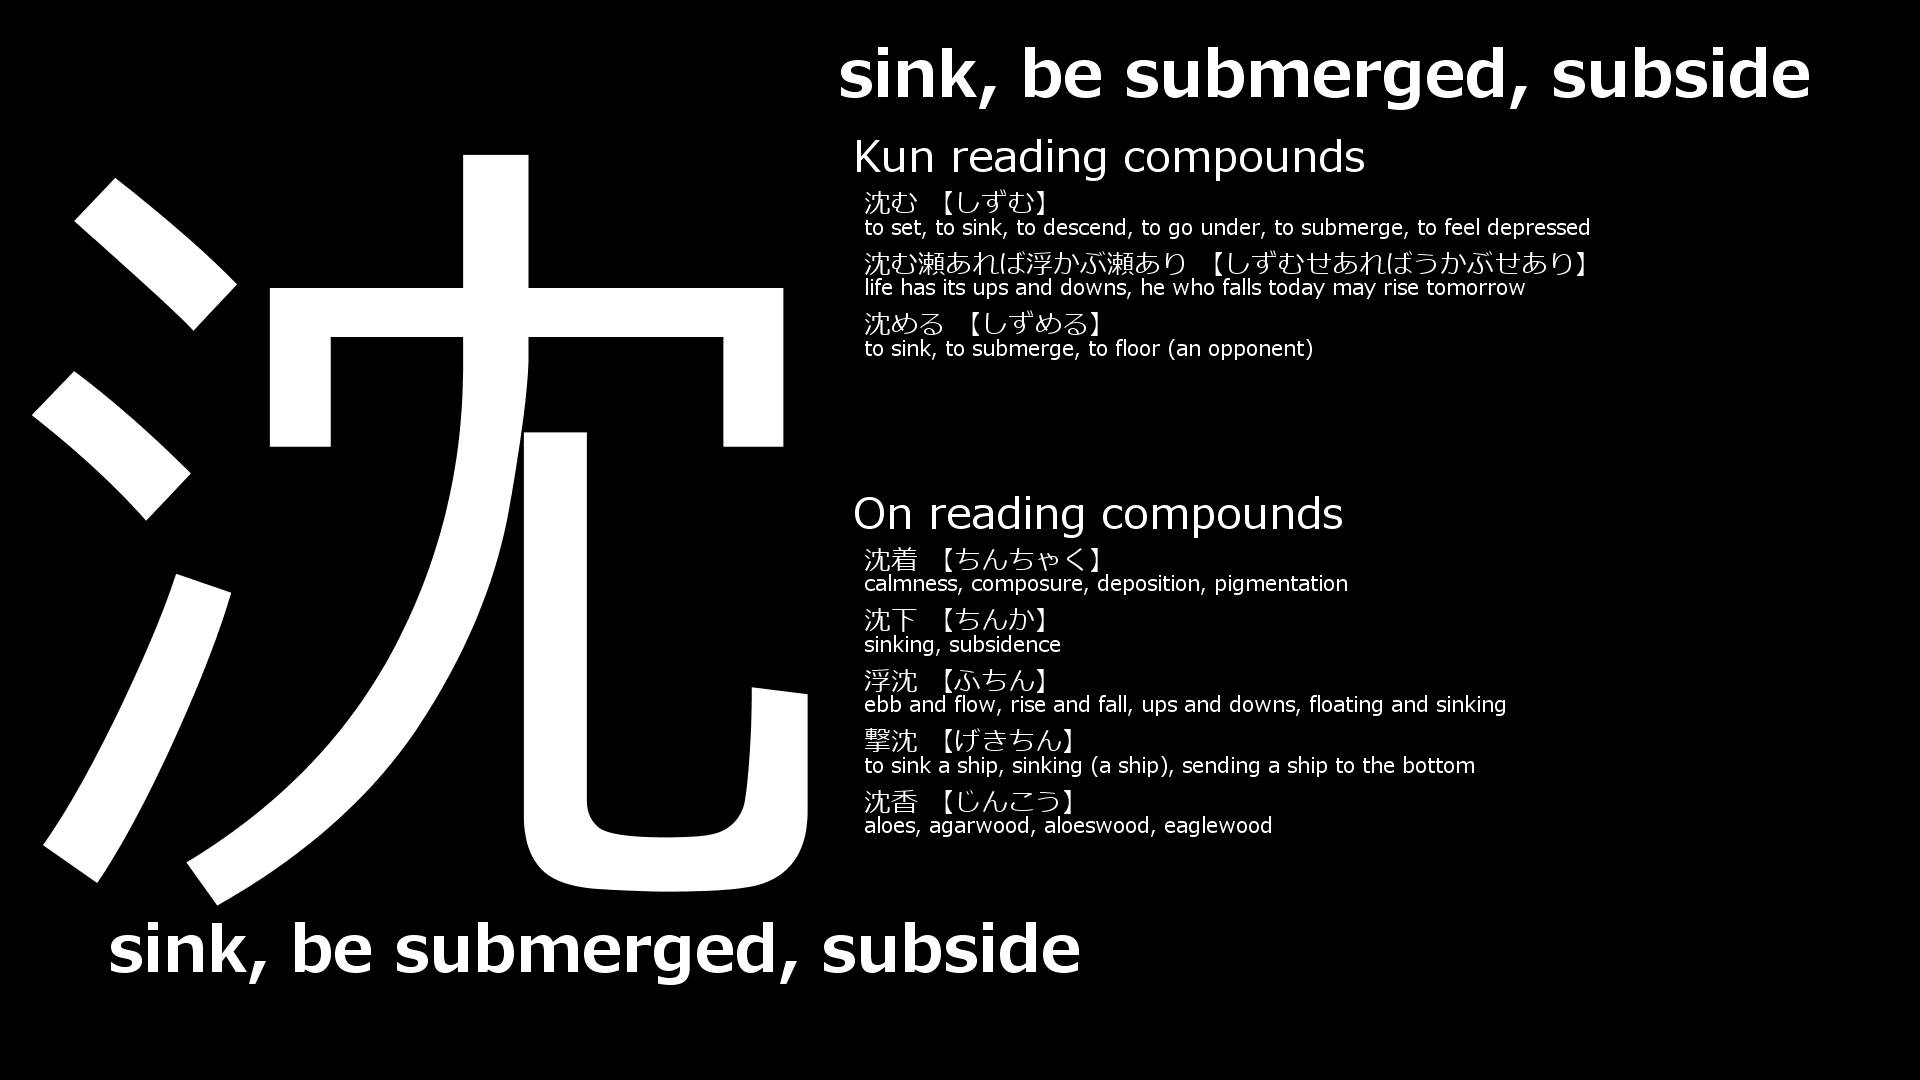 沈
sink, be submerged, subside
Kun reading compounds
沈む 【しずむ】
to set, to sink, to descend, to go under, to submerge, to feel depressed
沈む瀬あれば浮かぶ瀬あり 【しずむせあればうかぶせあり】
life has its ups and downs, he who falls today may rise tomorrow
沈める 【しずめる】
to sink, to submerge, to floor (an opponent)
On reading compounds
沈着 【ちんちゃく】
calmness, composure, deposition, pigmentation
沈下 【ちんか】
sinking, subsidence
浮沈 【ふちん】
ebb and flow, rise and fall, ups and downs, floating and sinking
撃沈 【げきちん】
to sink a ship, sinking (a ship), sending a ship to the bottom
沈香 【じんこう】
aloes, agarwood, aloeswood, eaglewood
sink, be submerged, subside